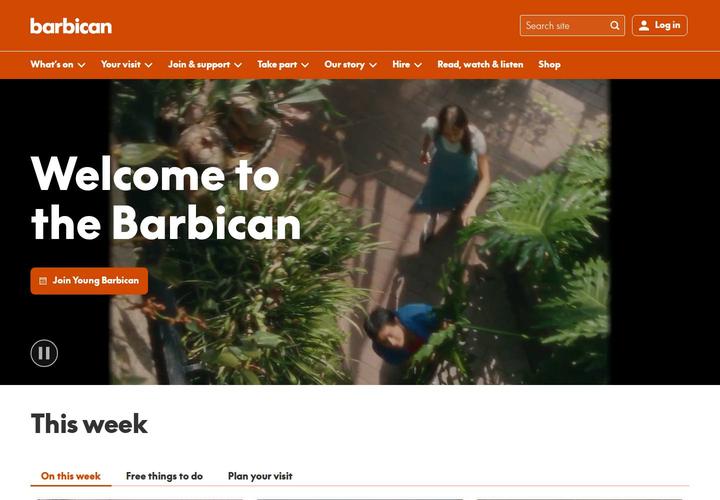 barbican
Search site
Log in
What's on
Your visit
Join & support
Take part
Our story
Hire
Read, watch & listen
Shop
Welcome to
the Barbican
Join Young Barbican
This week
On this week
Free things to do
Plan your visit